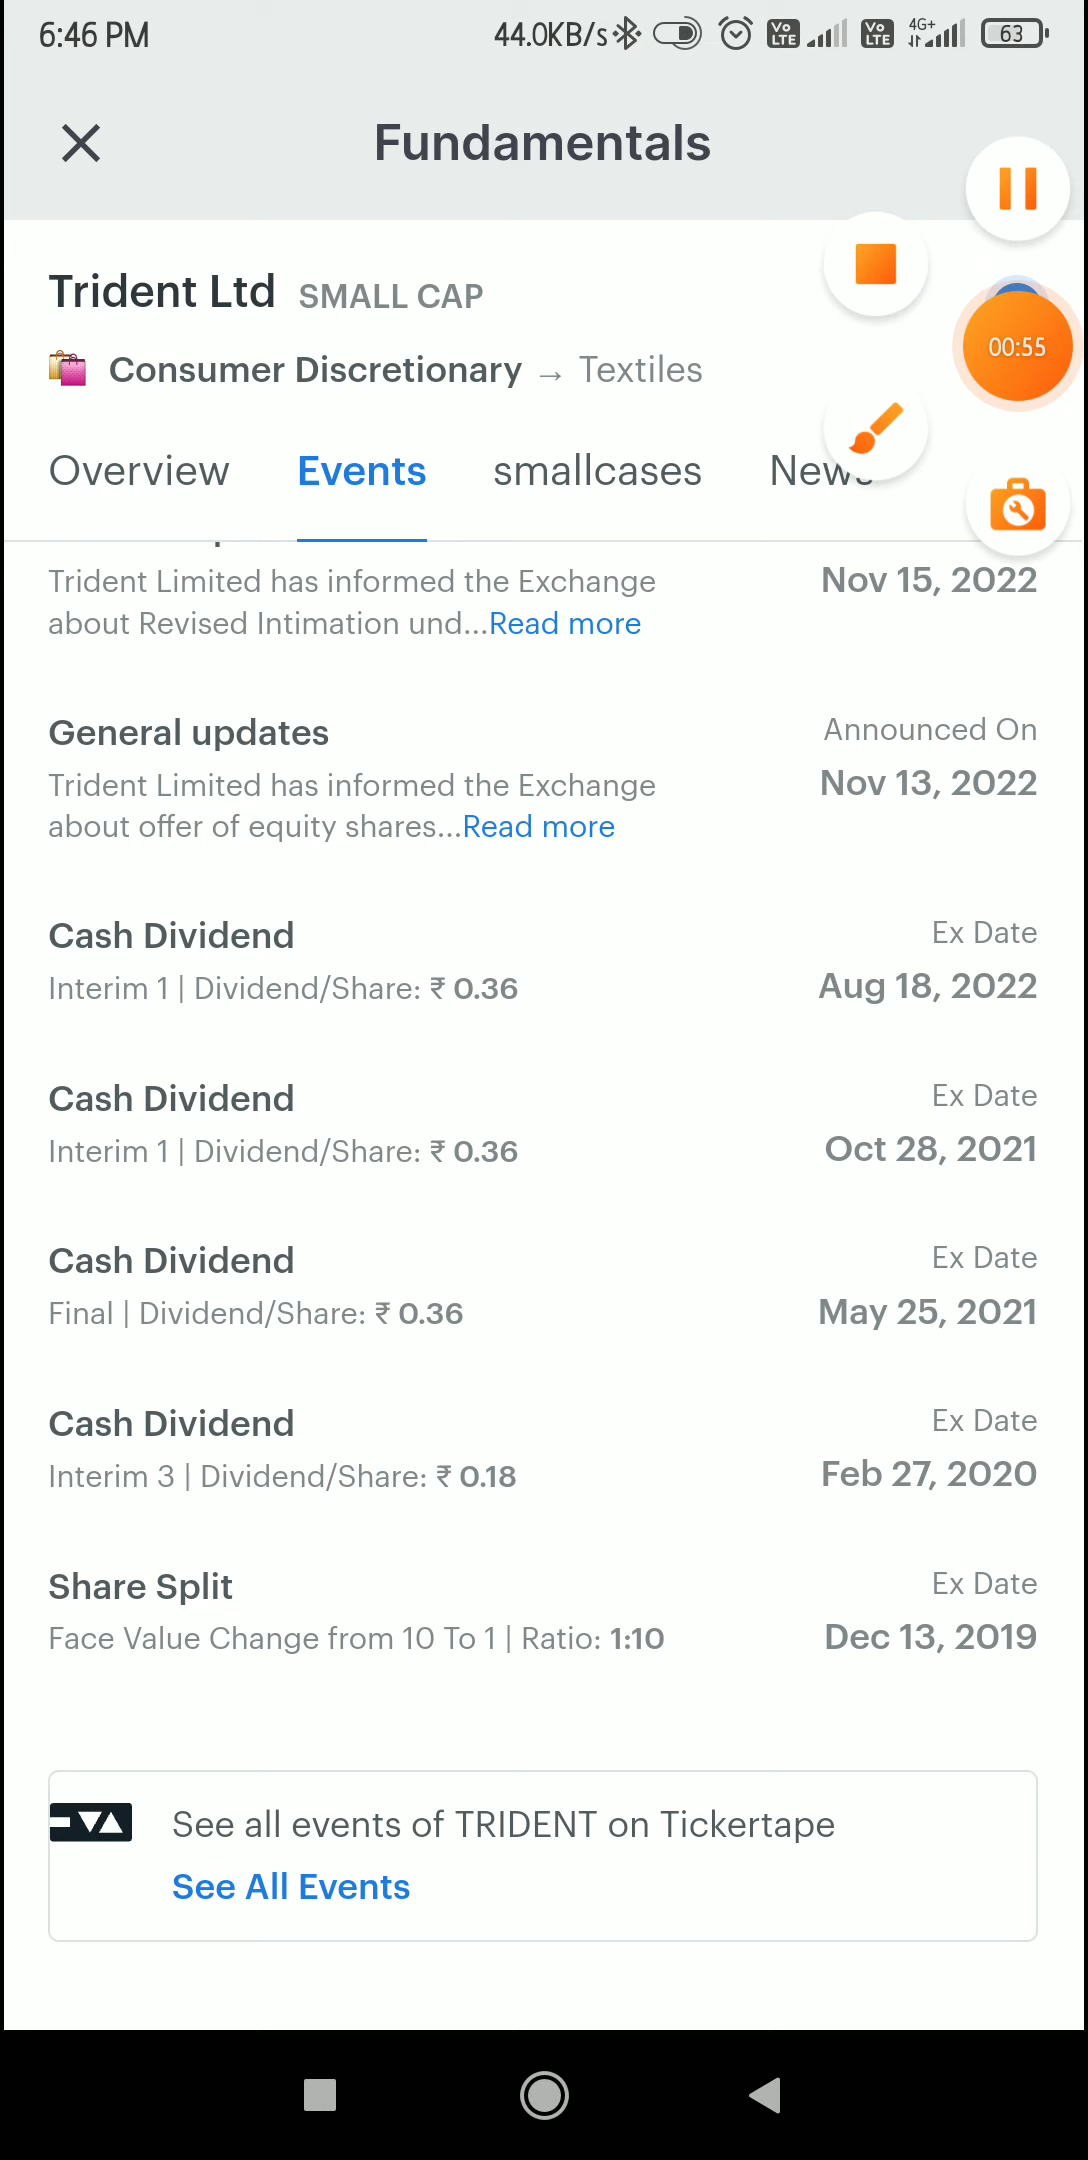 6:46 PM 44.0KB/s Vo LTE Vo LTE 4G+ 63
Fundamentals
Trident Ltd SMALL CAP
00:55
Consumer Discretionary → Textiles
Overview Events smallcases News
Trident Limited has informed the Exchange Nov 15, 2022
about Revised Intimation und...Read more
General updates Announced On
Trident Limited has informed the Exchange Nov 13, 2022
about offer of equity shares...Read more
Cash Dividend Ex Date
Interim 1 | Dividend/Share: ₹ 0.36 Aug 18, 2022
Cash Dividend Ex Date
Interim 1 | Dividend/Share: ₹ 0.36 Oct 28, 2021
Cash Dividend Ex Date
Final | Dividend/Share: ₹ 0.36 May 25, 2021
Cash Dividend Ex Date
Interim 3 | Dividend/Share: ₹ 0.18 Feb 27, 2020
Share Split Ex Date
Face Value Change from 10 To 1 | Ratio: 1:10 Dec 13, 2019
See all events of TRIDENT on Tickertape
See All Events